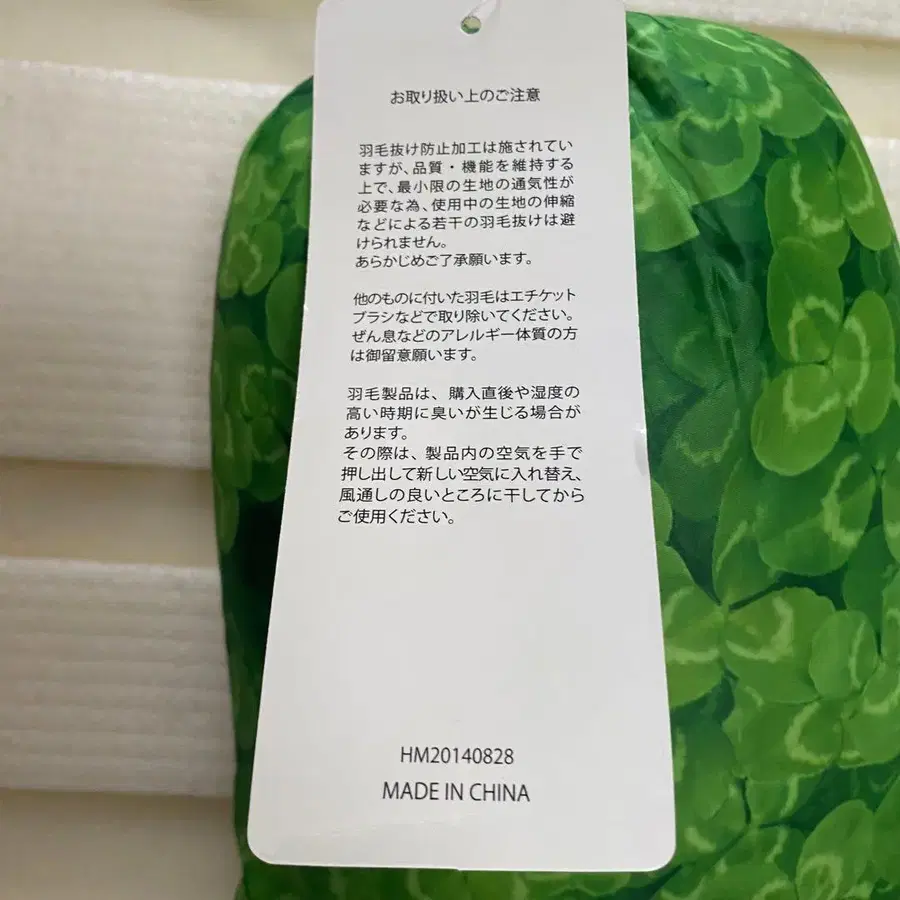 お取り扱い上のご注意
羽毛抜け防止加工は施されてい
ますが、品質・機能を維持する
上で、最小限の生地の通気性が
必要な為、使用中の生地の伸縮
などによる若干の羽毛抜けは避
けられません。
あらかじめご了承願います。
他のものに付いた羽毛はエチケット
ブラシなどで取り除いてください。
ぜん息などのアレルギー体質の方
は御留意願います。
羽毛製品は、購入直後や湿度の
高い時期に臭いが生じる場合が
あります。
その際は、製品内の空気を手で
押し出して新しい空気に入れ替え、
風通しの良いところに干してから
ご使用ください。
HM20140828
MADE IN CHINA